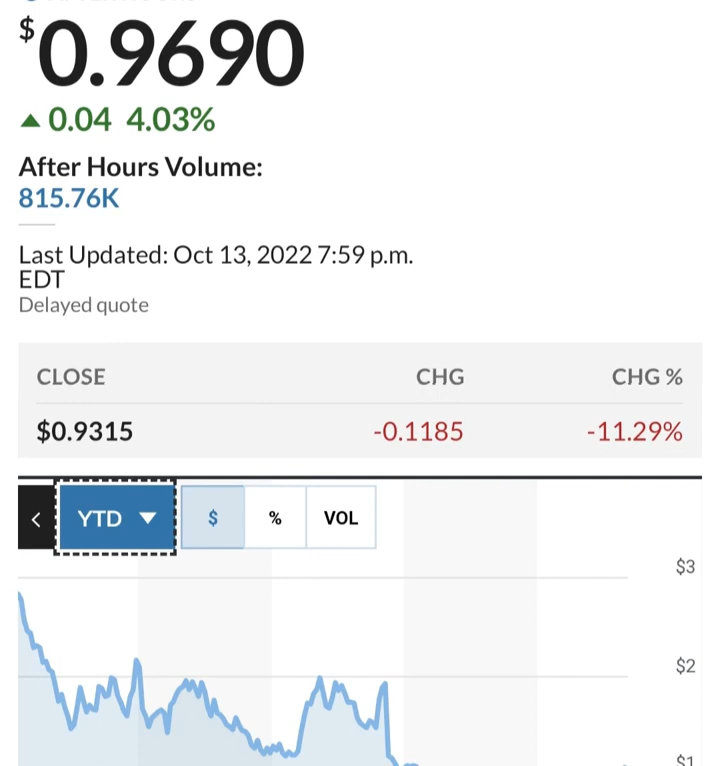 $0.9690
▲ 0.04 4.03%
After Hours Volume:
815.76K
Last Updated: Oct 13, 2022 7:59 p.m.
EDT
Delayed quote
CLOSE CHG CHG %
$0.9315 -0.1185 -11.29%
YTD $ % VOL
$3
$2
$1